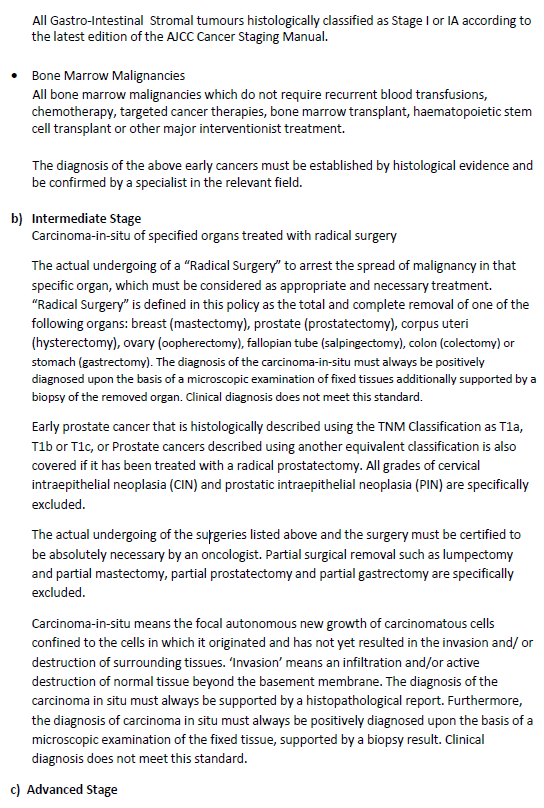 All Gastro-Intestinal  Stromal tumours histologically classified as Stage I or IA according to
the latest edition of the AJCC Cancer Staging Manual.
• Bone Marrow Malignancies
All bone marrow malignancies which do not require recurrent blood transfusions,
chemotherapy, targeted cancer therapies, bone marrow transplant, haematopoietic stem
cell transplant or other major interventionist treatment.
The diagnosis of the above early cancers must be established by histological evidence and
be confirmed by a specialist in the relevant field.
b) Intermediate Stage
Carcinoma-in-situ of specified organs treated with radical surgery
The actual undergoing of a “Radical Surgery” to arrest the spread of malignancy in that
specific organ, which must be considered as appropriate and necessary treatment.
“Radical Surgery” is defined in this policy as the total and complete removal of one of the
following organs: breast (mastectomy), prostate (prostatectomy), corpus uteri
(hysterectomy), ovary (oopherectomy), fallopian tube (salpingectomy), colon (colectomy) or
stomach (gastrectomy). The diagnosis of the carcinoma-in-situ must always be positively
diagnosed upon the basis of a microscopic examination of fixed tissues additionally supported by a
biopsy of the removed organ. Clinical diagnosis does not meet this standard.
Early prostate cancer that is histologically described using the TNM Classification as T1a,
T1b or T1c, or Prostate cancers described using another equivalent classification is also
covered if it has been treated with a radical prostatectomy. All grades of cervical
intraepithelial neoplasia (CIN) and prostatic intraepithelial neoplasia (PIN) are specifically
excluded.
The actual undergoing of the surgeries listed above and the surgery must be certified to
be absolutely necessary by an oncologist. Partial surgical removal such as lumpectomy
and partial mastectomy, partial prostatectomy and partial gastrectomy are specifically
excluded.
Carcinoma-in-situ means the focal autonomous new growth of carcinomatous cells
confined to the cells in which it originated and has not yet resulted in the invasion and/ or
destruction of surrounding tissues. ‘Invasion’ means an infiltration and/or active
destruction of normal tissue beyond the basement membrane. The diagnosis of the
carcinoma in situ must always be supported by a histopathological report. Furthermore,
the diagnosis of carcinoma in situ must always be positively diagnosed upon the basis of a
microscopic examination of the fixed tissue, supported by a biopsy result. Clinical
diagnosis does not meet this standard.
c) Advanced Stage